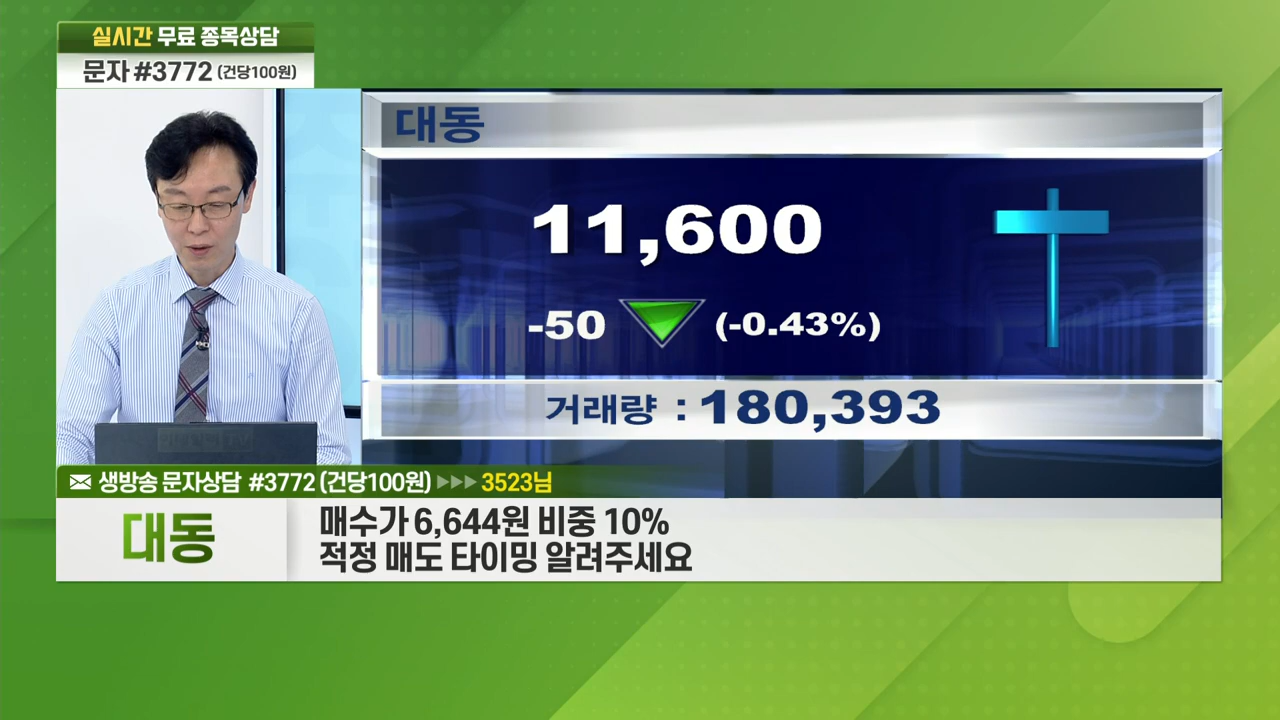 실시간 무료 종목상담
문자 #3772 (건당100원)
대동
11,600
-50 (-0.43%)
거래량 : 180,393
생방송 문자상담 #3772 (건당100원) 3523님
대동
매수가 6,644원 비중 10%
적정 매도 타이밍 알려주세요